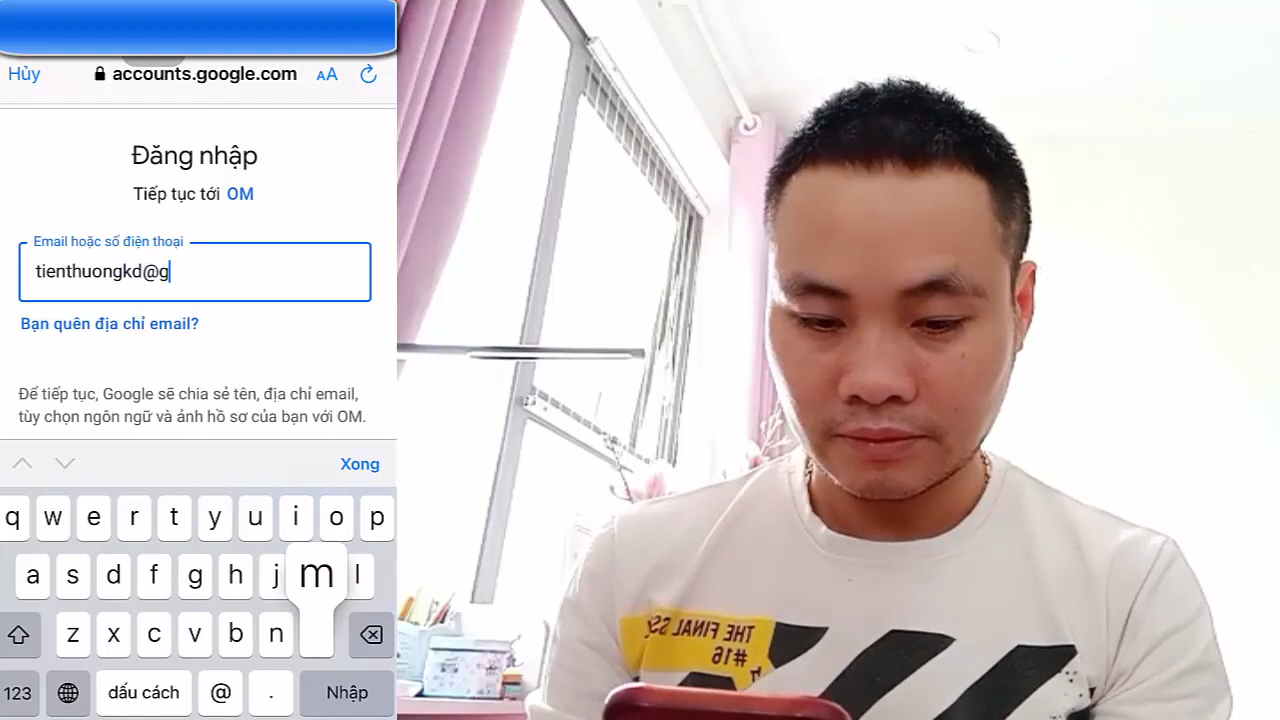 Hủy
accounts.google.com
AA
Đăng nhập
Tiếp tục tới OM
Email hoặc số điện thoại
tienthuongkd@g
Bạn quên địa chỉ email?
Để tiếp tục, Google sẽ chia sẻ tên, địa chỉ email,
tùy chọn ngôn ngữ và ảnh hồ sơ của bạn với OM.
Xong
q w e r t y u i o p
a s d f g h j m l
z x c v b n
123 dấu cách @ . Nhập
THE FINAL
#16